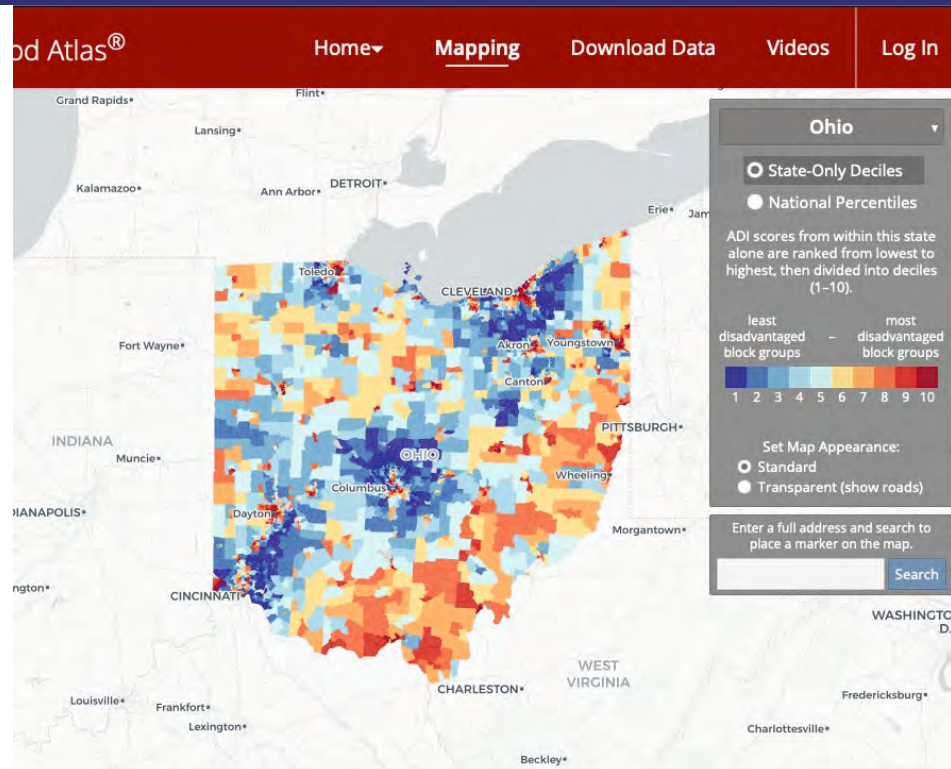 od Atlas®
Home▾
Mapping
Download Data
Videos
Log In
Grand Rapids
Flint
Lansing
Kalamazoo
Ann Arbor
DETROIT
Erie
Jam
Toledo
CLEVELAND
Fort Wayne
Akron
Youngstown
Canton
PITTSBURGH
INDIANA
Muncie
OHIO
Wheeling
Columbus
DIANAPOLIS
Dayton
Morgantown
ngton
CINCINNATI
WASHINGTO
D.
WEST
VIRGINIA
CHARLESTON
Louisville
Frankfort
Fredericksburg
Lexington
Charlottesville
Beckley
Ohio ▾
State-Only Deciles
National Percentiles
ADI scores from within this state
alone are ranked from lowest to
highest, then divided into deciles
(1–10).
least most
disadvantaged – disadvantaged
block groups block groups
1 2 3 4 5 6 7 8 9 10
Set Map Appearance:
Standard
Transparent (show roads)
Enter a full address and search to
place a marker on the map.
Search